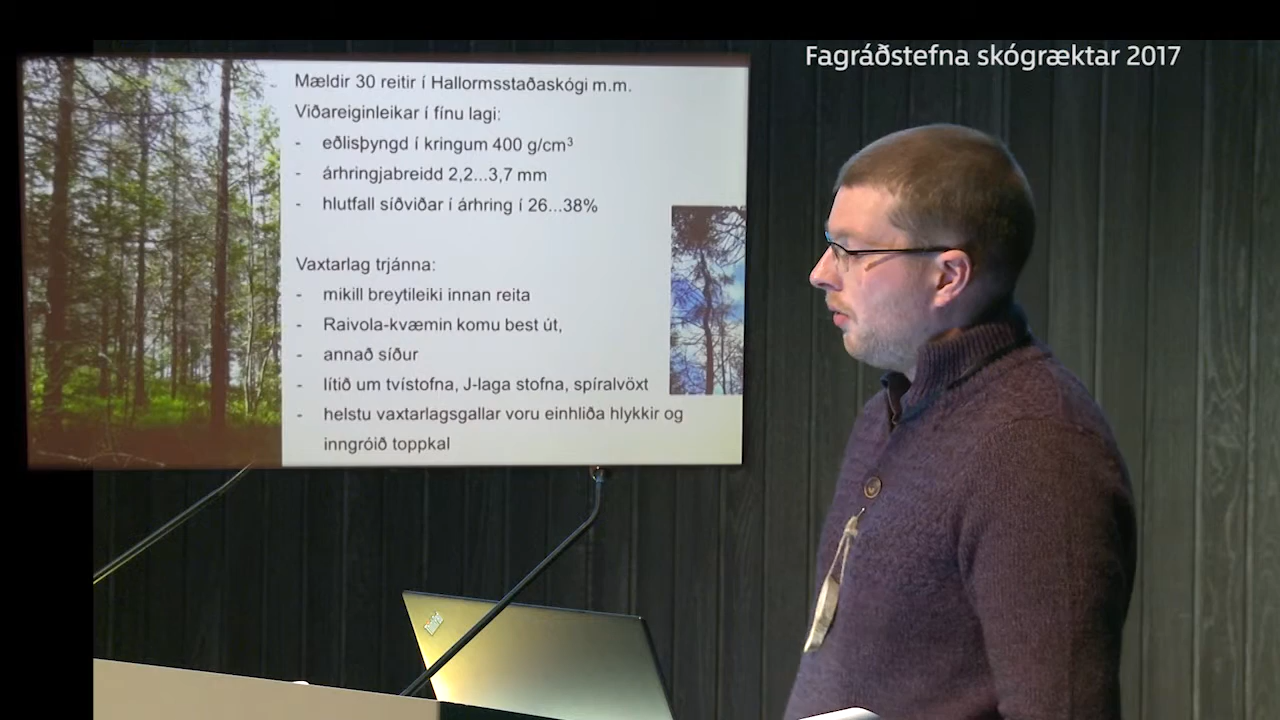 Fagráðstefna skógræktar 2017
Mældir 30 reitir í Hallormsstaðaskógi m.m.
Viðareiginleikar í fínu lagi:
- eðlisþyngd í kringum 400 g/cm³
- árhringjabreidd 2,2...3,7 mm
- hlutfall síðviðar í árhring í 26...38%
Vaxtarlag trjánna:
- mikill breytileiki innan reita
- Raivola-kvæmin komu best út,
- annað síður
- lítið um tvístofna, J-laga stofna, spíralvöxt
- helstu vaxtarlagsgallar voru einhliða hlykkir og
inngróið toppkal
ThinkPad